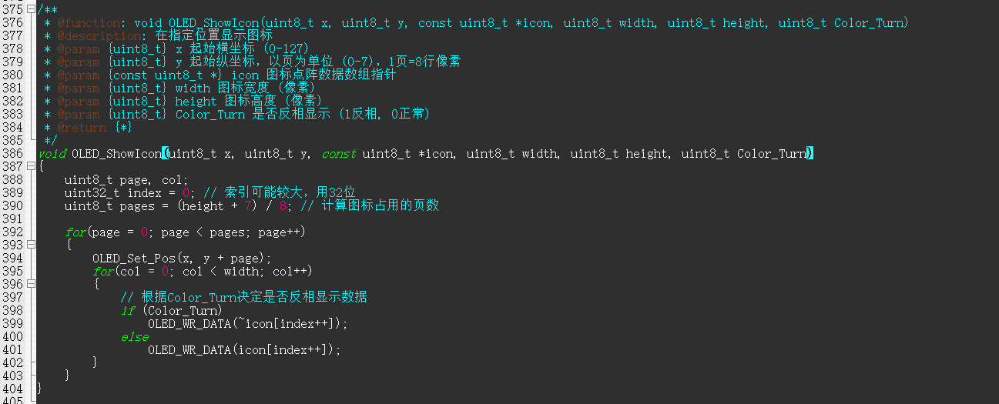 375 /**
376 * @function: void OLED_ShowIcon(uint8_t x, uint8_t y, const uint8_t *icon, uint8_t width, uint8_t height, uint8_t Color_Turn)
377 * @description: 在指定位置显示图标
378 * @param {uint8_t} x 起始横坐标 (0-127)
379 * @param {uint8_t} y 起始纵坐标，以页为单位 (0-7)，1页=8行像素
380 * @param {const uint8_t *} icon 图标点阵数据数组指针
381 * @param {uint8_t} width 图标宽度 (像素)
382 * @param {uint8_t} height 图标高度 (像素)
383 * @param {uint8_t} Color_Turn 是否反相显示 (1反相, 0正常)
384 * @return {*}
385 */
386 void OLED_ShowIcon(uint8_t x, uint8_t y, const uint8_t *icon, uint8_t width, uint8_t height, uint8_t Color_Turn)
387 {
388 uint8_t page, col;
389 uint32_t index = 0; // 索引可能较大，用32位
390 uint8_t pages = (height + 7) / 8; // 计算图标占用的页数
391
392 for(page = 0; page < pages; page++)
393 {
394 OLED_Set_Pos(x, y + page);
395 for(col = 0; col < width; col++)
396 {
397 // 根据Color_Turn决定是否反相显示数据
398 if (Color_Turn)
399 OLED_WR_DATA(~icon[index++]);
400 else
401 OLED_WR_DATA(icon[index++]);
402 }
403 }
404 }
405